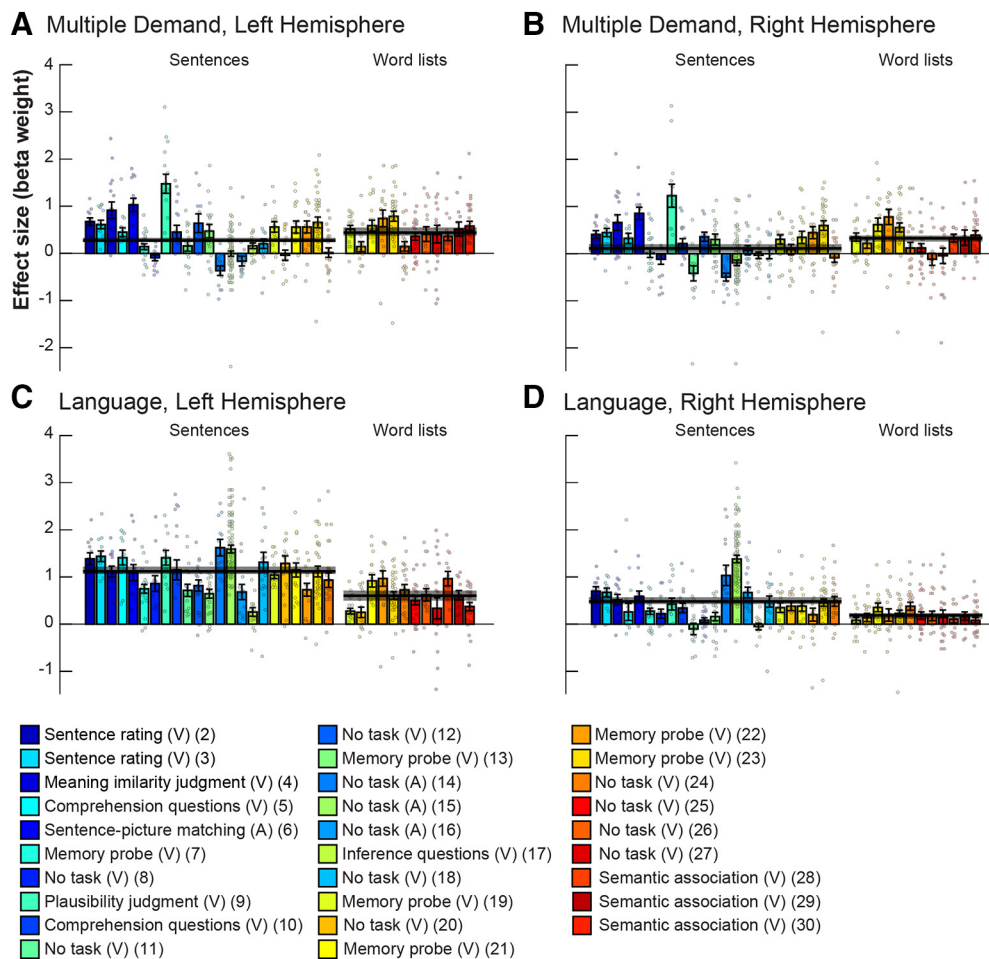 A Multiple Demand, Left Hemisphere
B Multiple Demand, Right Hemisphere
Sentences
Word lists
Sentences
Word lists
Effect size (beta weight)
4
3
2
1
0
-1
-2
C Language, Left Hemisphere
D Language, Right Hemisphere
Sentences
Word lists
Sentences
Word lists
4
3
2
1
0
-1
Sentence rating (V) (2)
Sentence rating (V) (3)
Meaning imilarity judgment (V) (4)
Comprehension questions (V) (5)
Sentence-picture matching (A) (6)
Memory probe (V) (7)
No task (V) (8)
Plausibility judgment (V) (9)
Comprehension questions (V) (10)
No task (V) (11)
No task (V) (12)
Memory probe (V) (13)
No task (A) (14)
No task (A) (15)
No task (A) (16)
Inference questions (V) (17)
No task (V) (18)
Memory probe (V) (19)
No task (V) (20)
Memory probe (V) (21)
Memory probe (V) (22)
Memory probe (V) (23)
No task (V) (24)
No task (V) (25)
No task (V) (26)
No task (V) (27)
Semantic association (V) (28)
Semantic association (V) (29)
Semantic association (V) (30)